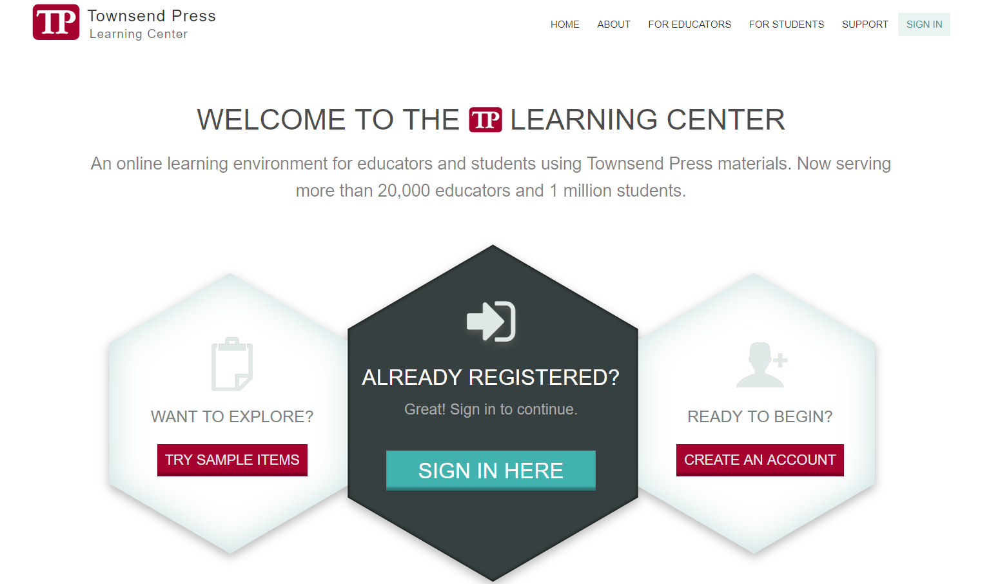 TP Townsend Press
Learning Center
HOME ABOUT FOR EDUCATORS FOR STUDENTS SUPPORT SIGN IN
WELCOME TO THE TP LEARNING CENTER
An online learning environment for educators and students using Townsend Press materials. Now serving
more than 20,000 educators and 1 million students.
WANT TO EXPLORE?
TRY SAMPLE ITEMS
ALREADY REGISTERED?
Great! Sign in to continue.
SIGN IN HERE
READY TO BEGIN?
CREATE AN ACCOUNT